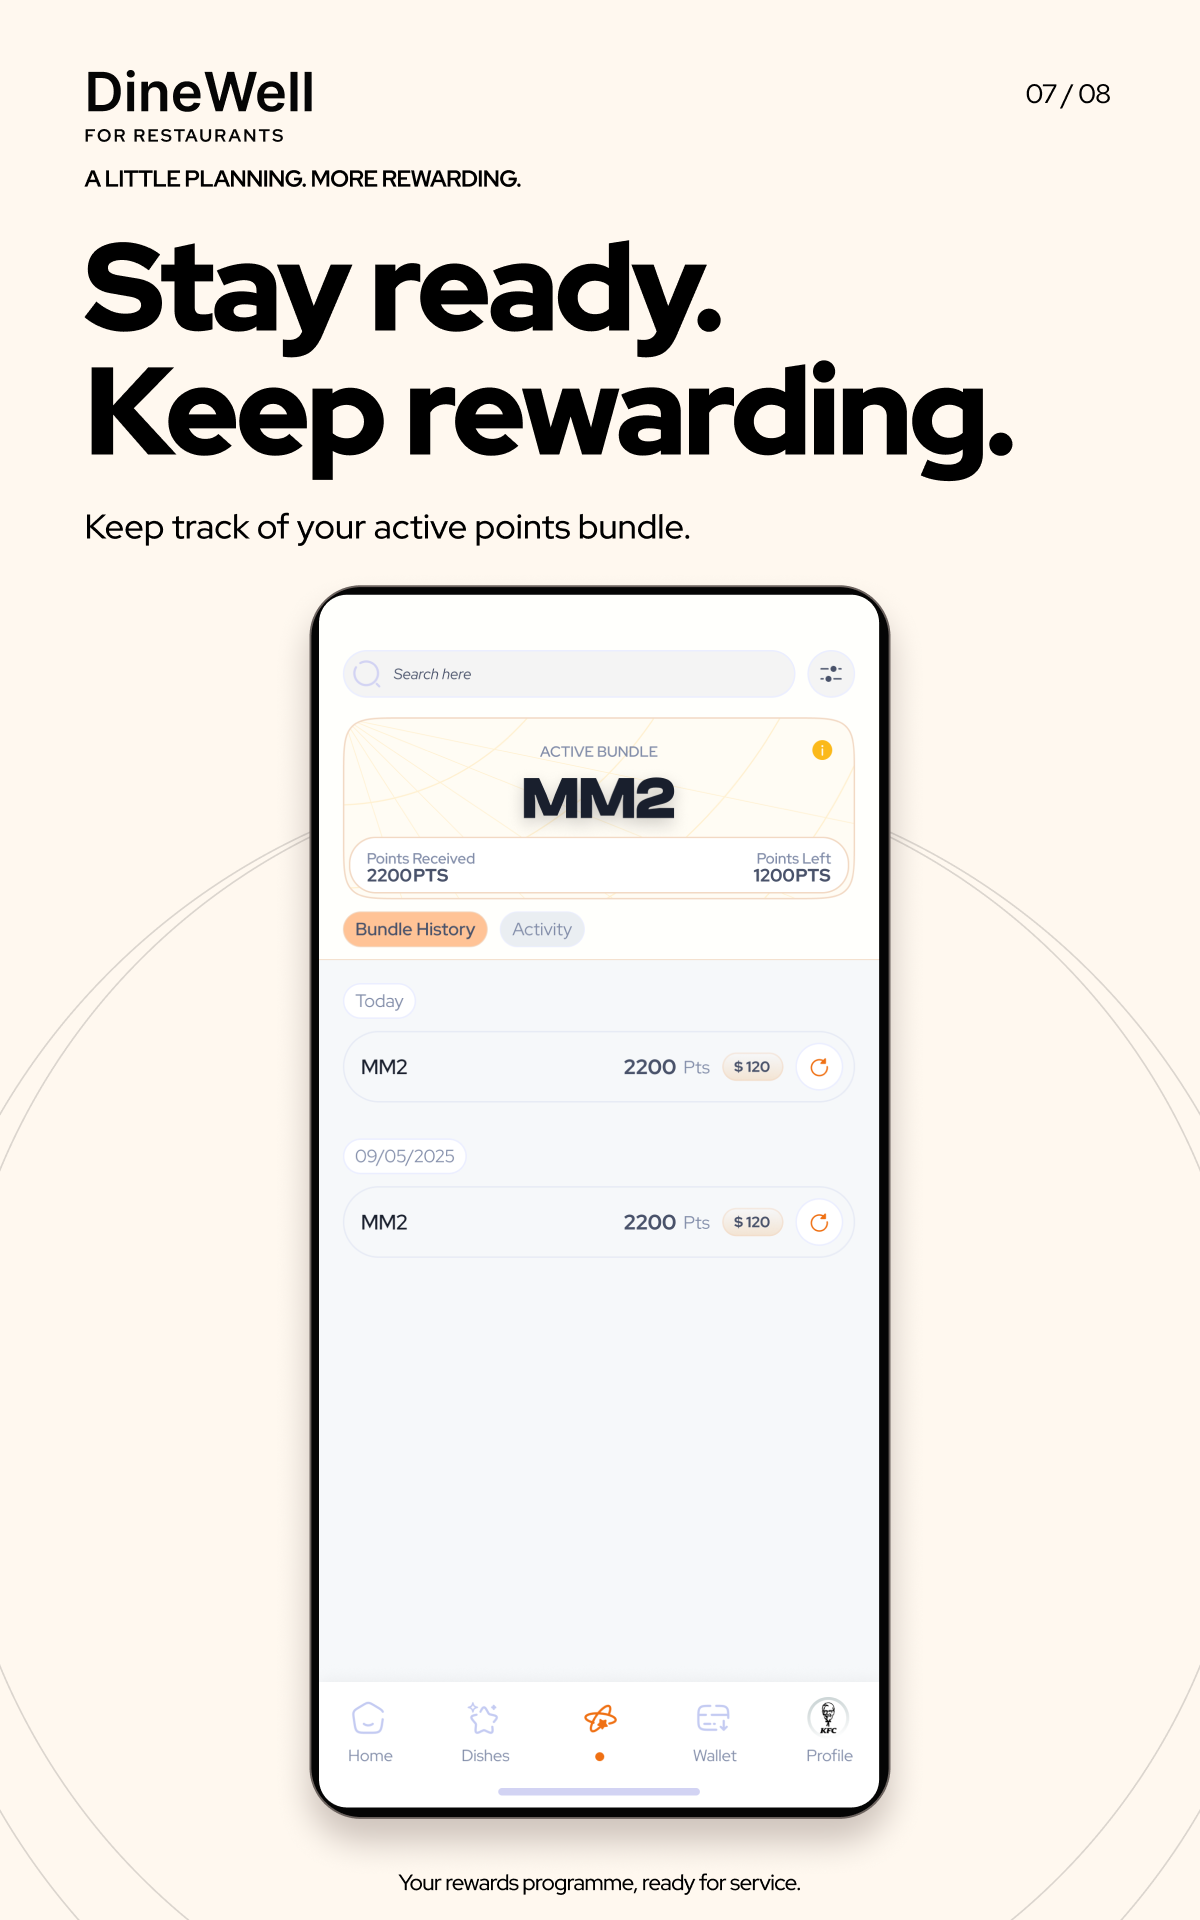 DineWell
07 / 08
FOR RESTAURANTS
A LITTLE PLANNING. MORE REWARDING.
Stay ready.
Keep rewarding.
Keep track of your active points bundle.
Search here
ACTIVE BUNDLE
i
MM2
Points Received
Points Left
2200PTS
1200PTS
Bundle History
Activity
Today
MM2
2200 Pts
$ 120
09/05/2025
MM2
2200 Pts
$ 120
KFC
Home
Dishes
Wallet
Profile
Your rewards programme, ready for service.